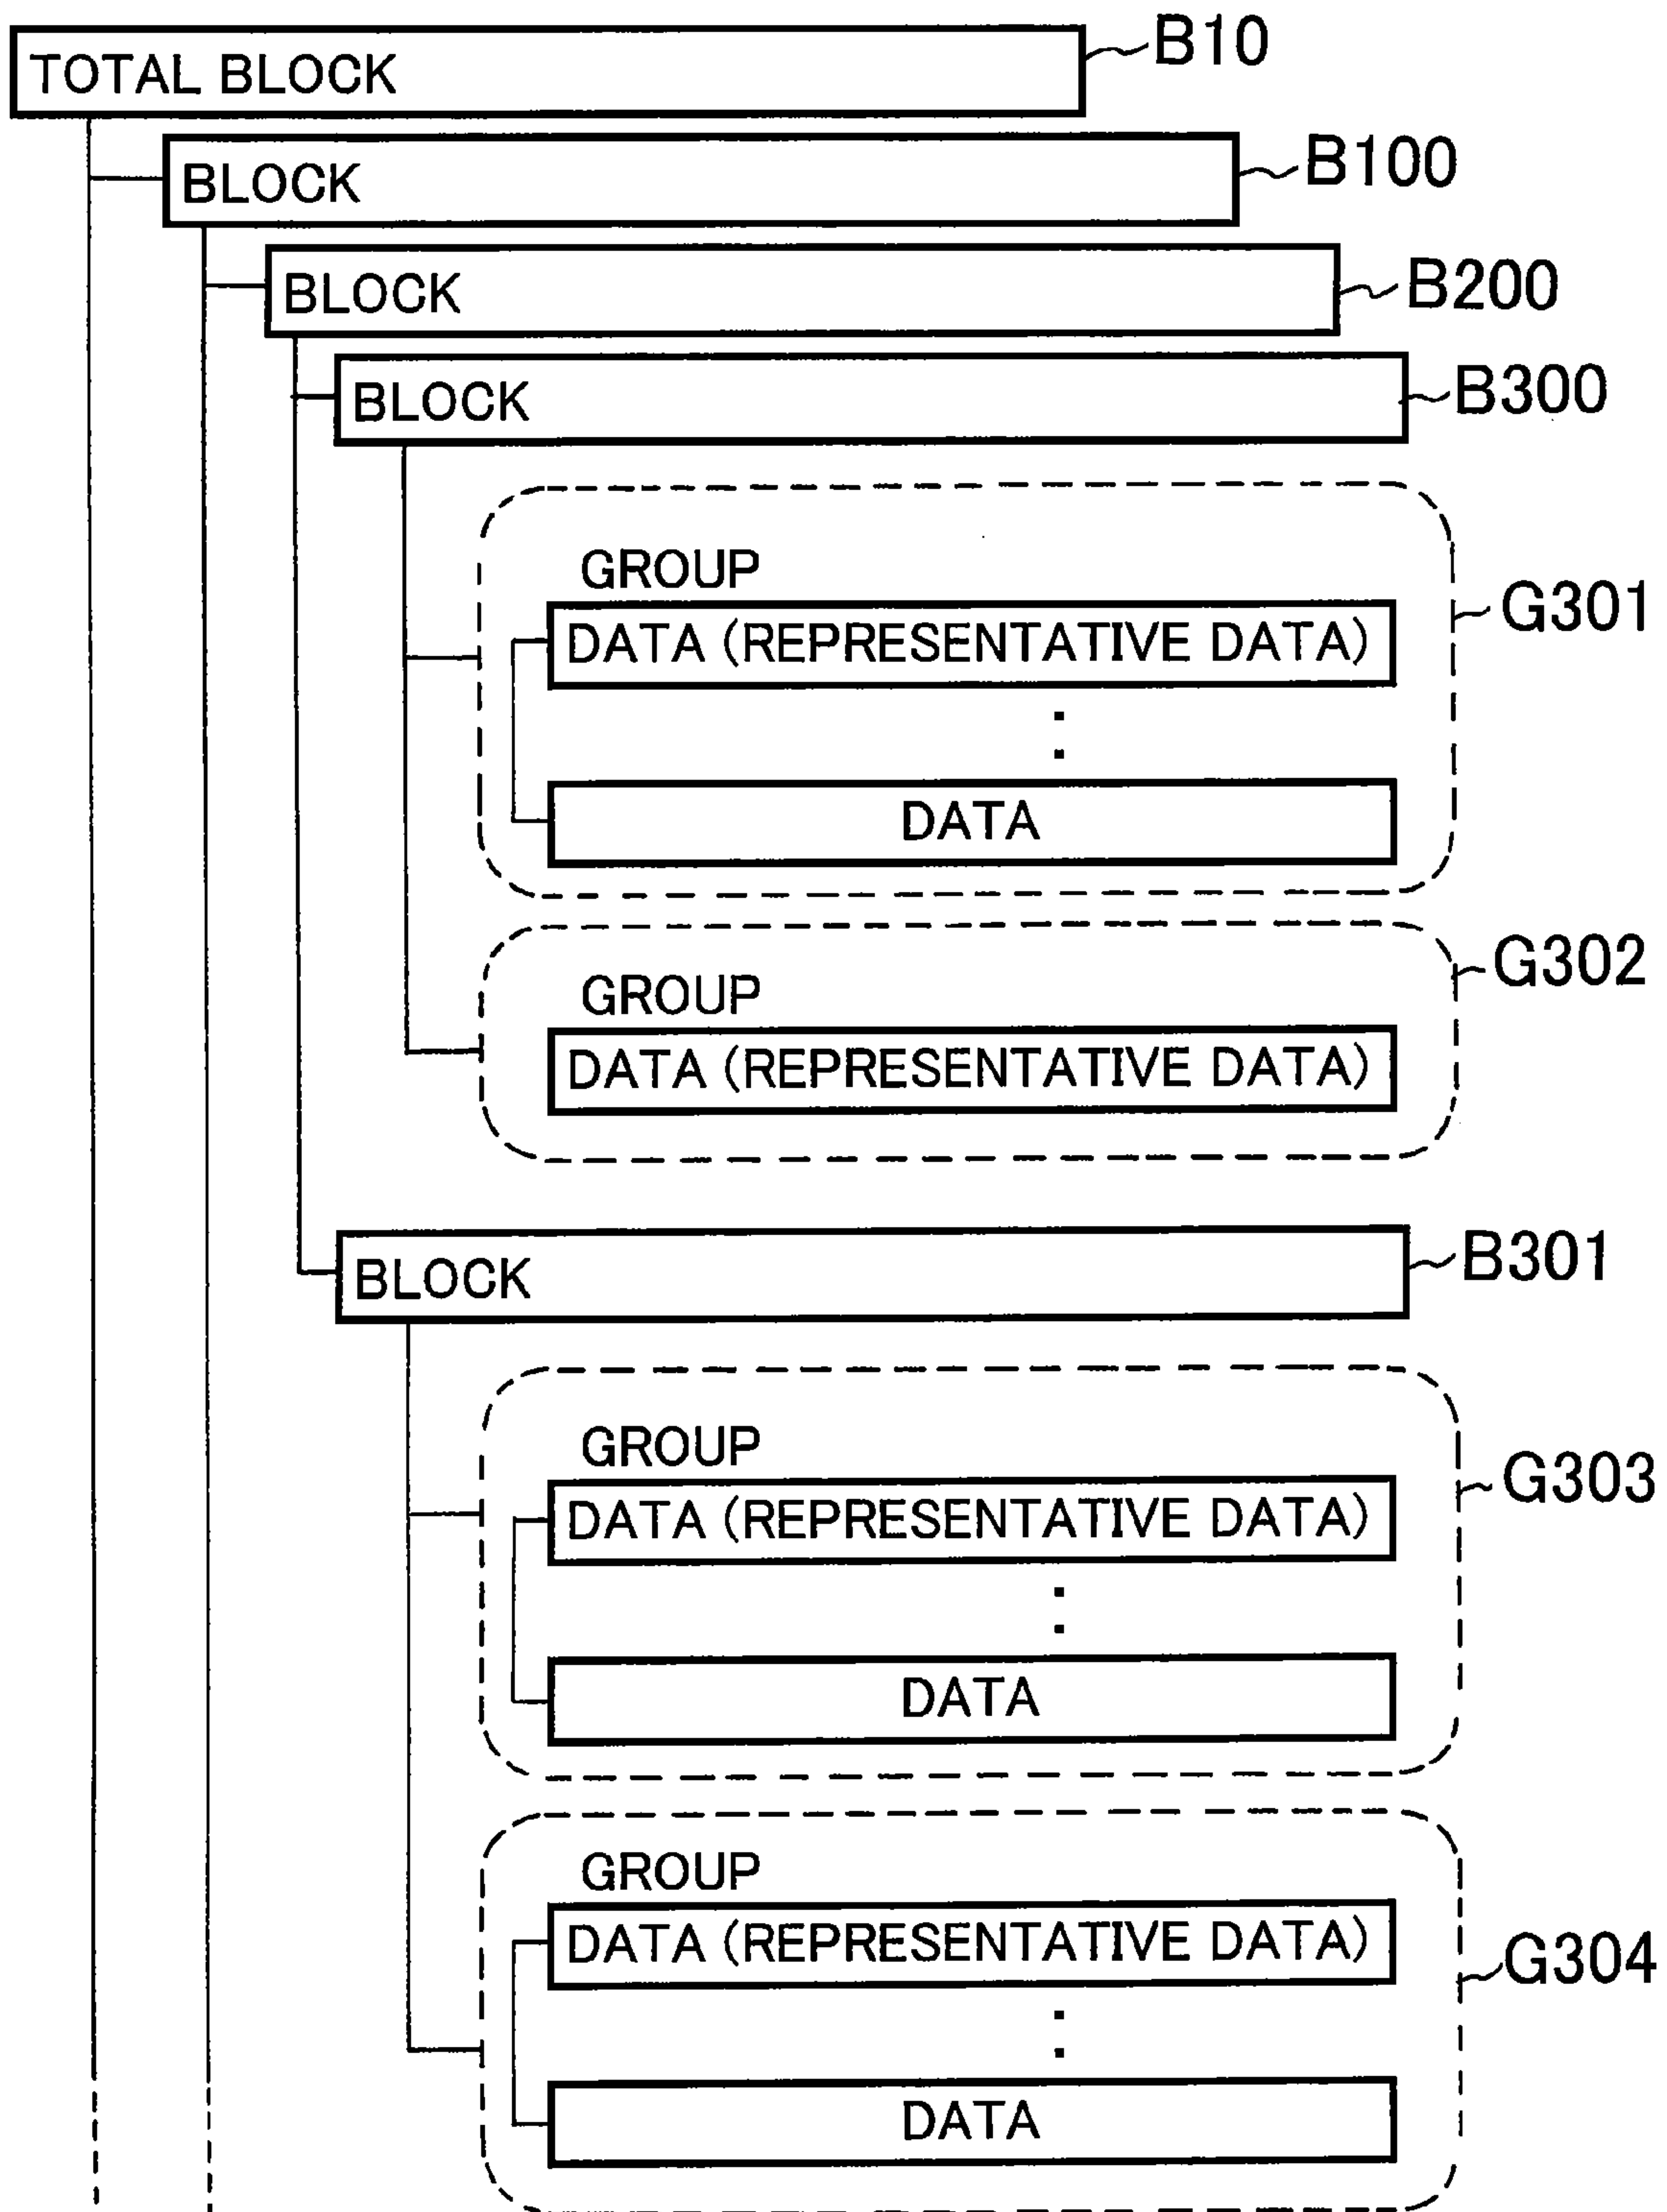 TOTAL BLOCK B10
BLOCK B100
BLOCK B200
BLOCK B300
GROUP
G301
DATA (REPRESENTATIVE DATA)
:
DATA
G302
GROUP
DATA (REPRESENTATIVE DATA)
BLOCK B301
GROUP
G303
DATA (REPRESENTATIVE DATA)
:
DATA
GROUP
DATA (REPRESENTATIVE DATA)
G304
:
DATA